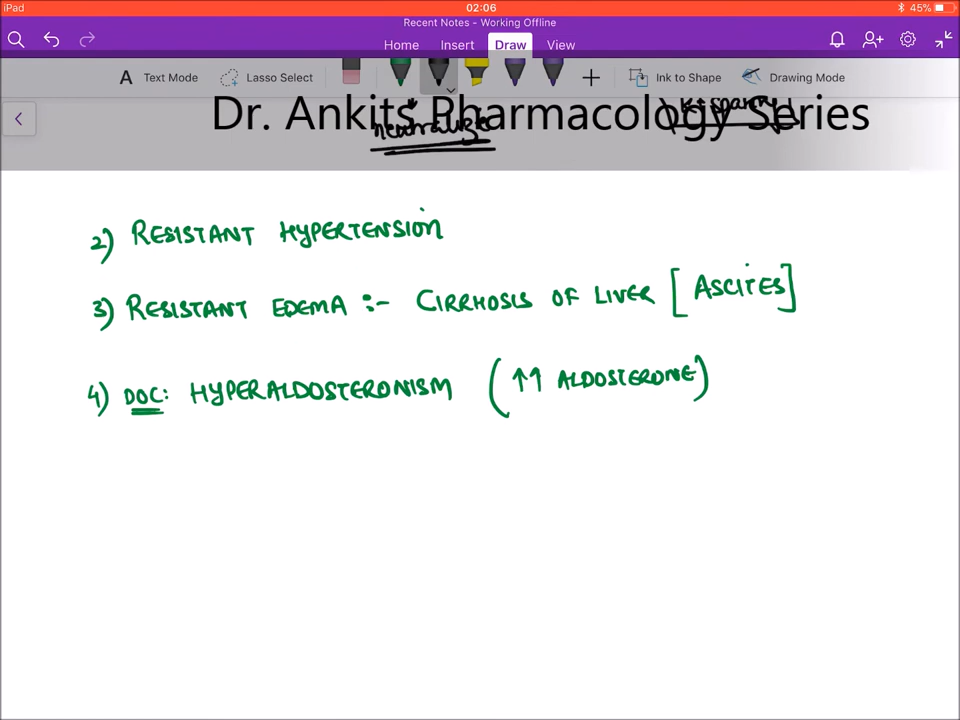 iPad 02:06 45%
Recent Notes - Working Offline
Home Insert Draw View
Text Mode Lasso Select Ink to Shape Drawing Mode
Dr. Ankits Pharmacology Series
neutralize
2) RESISTANT HYPERTENSION
3) RESISTANT EDEMA :- CIRRHOSIS OF LIVER [ASCITES]
4) DOC: HYPERALDOSTERONISM (↑↑ ALDOSTERONE)